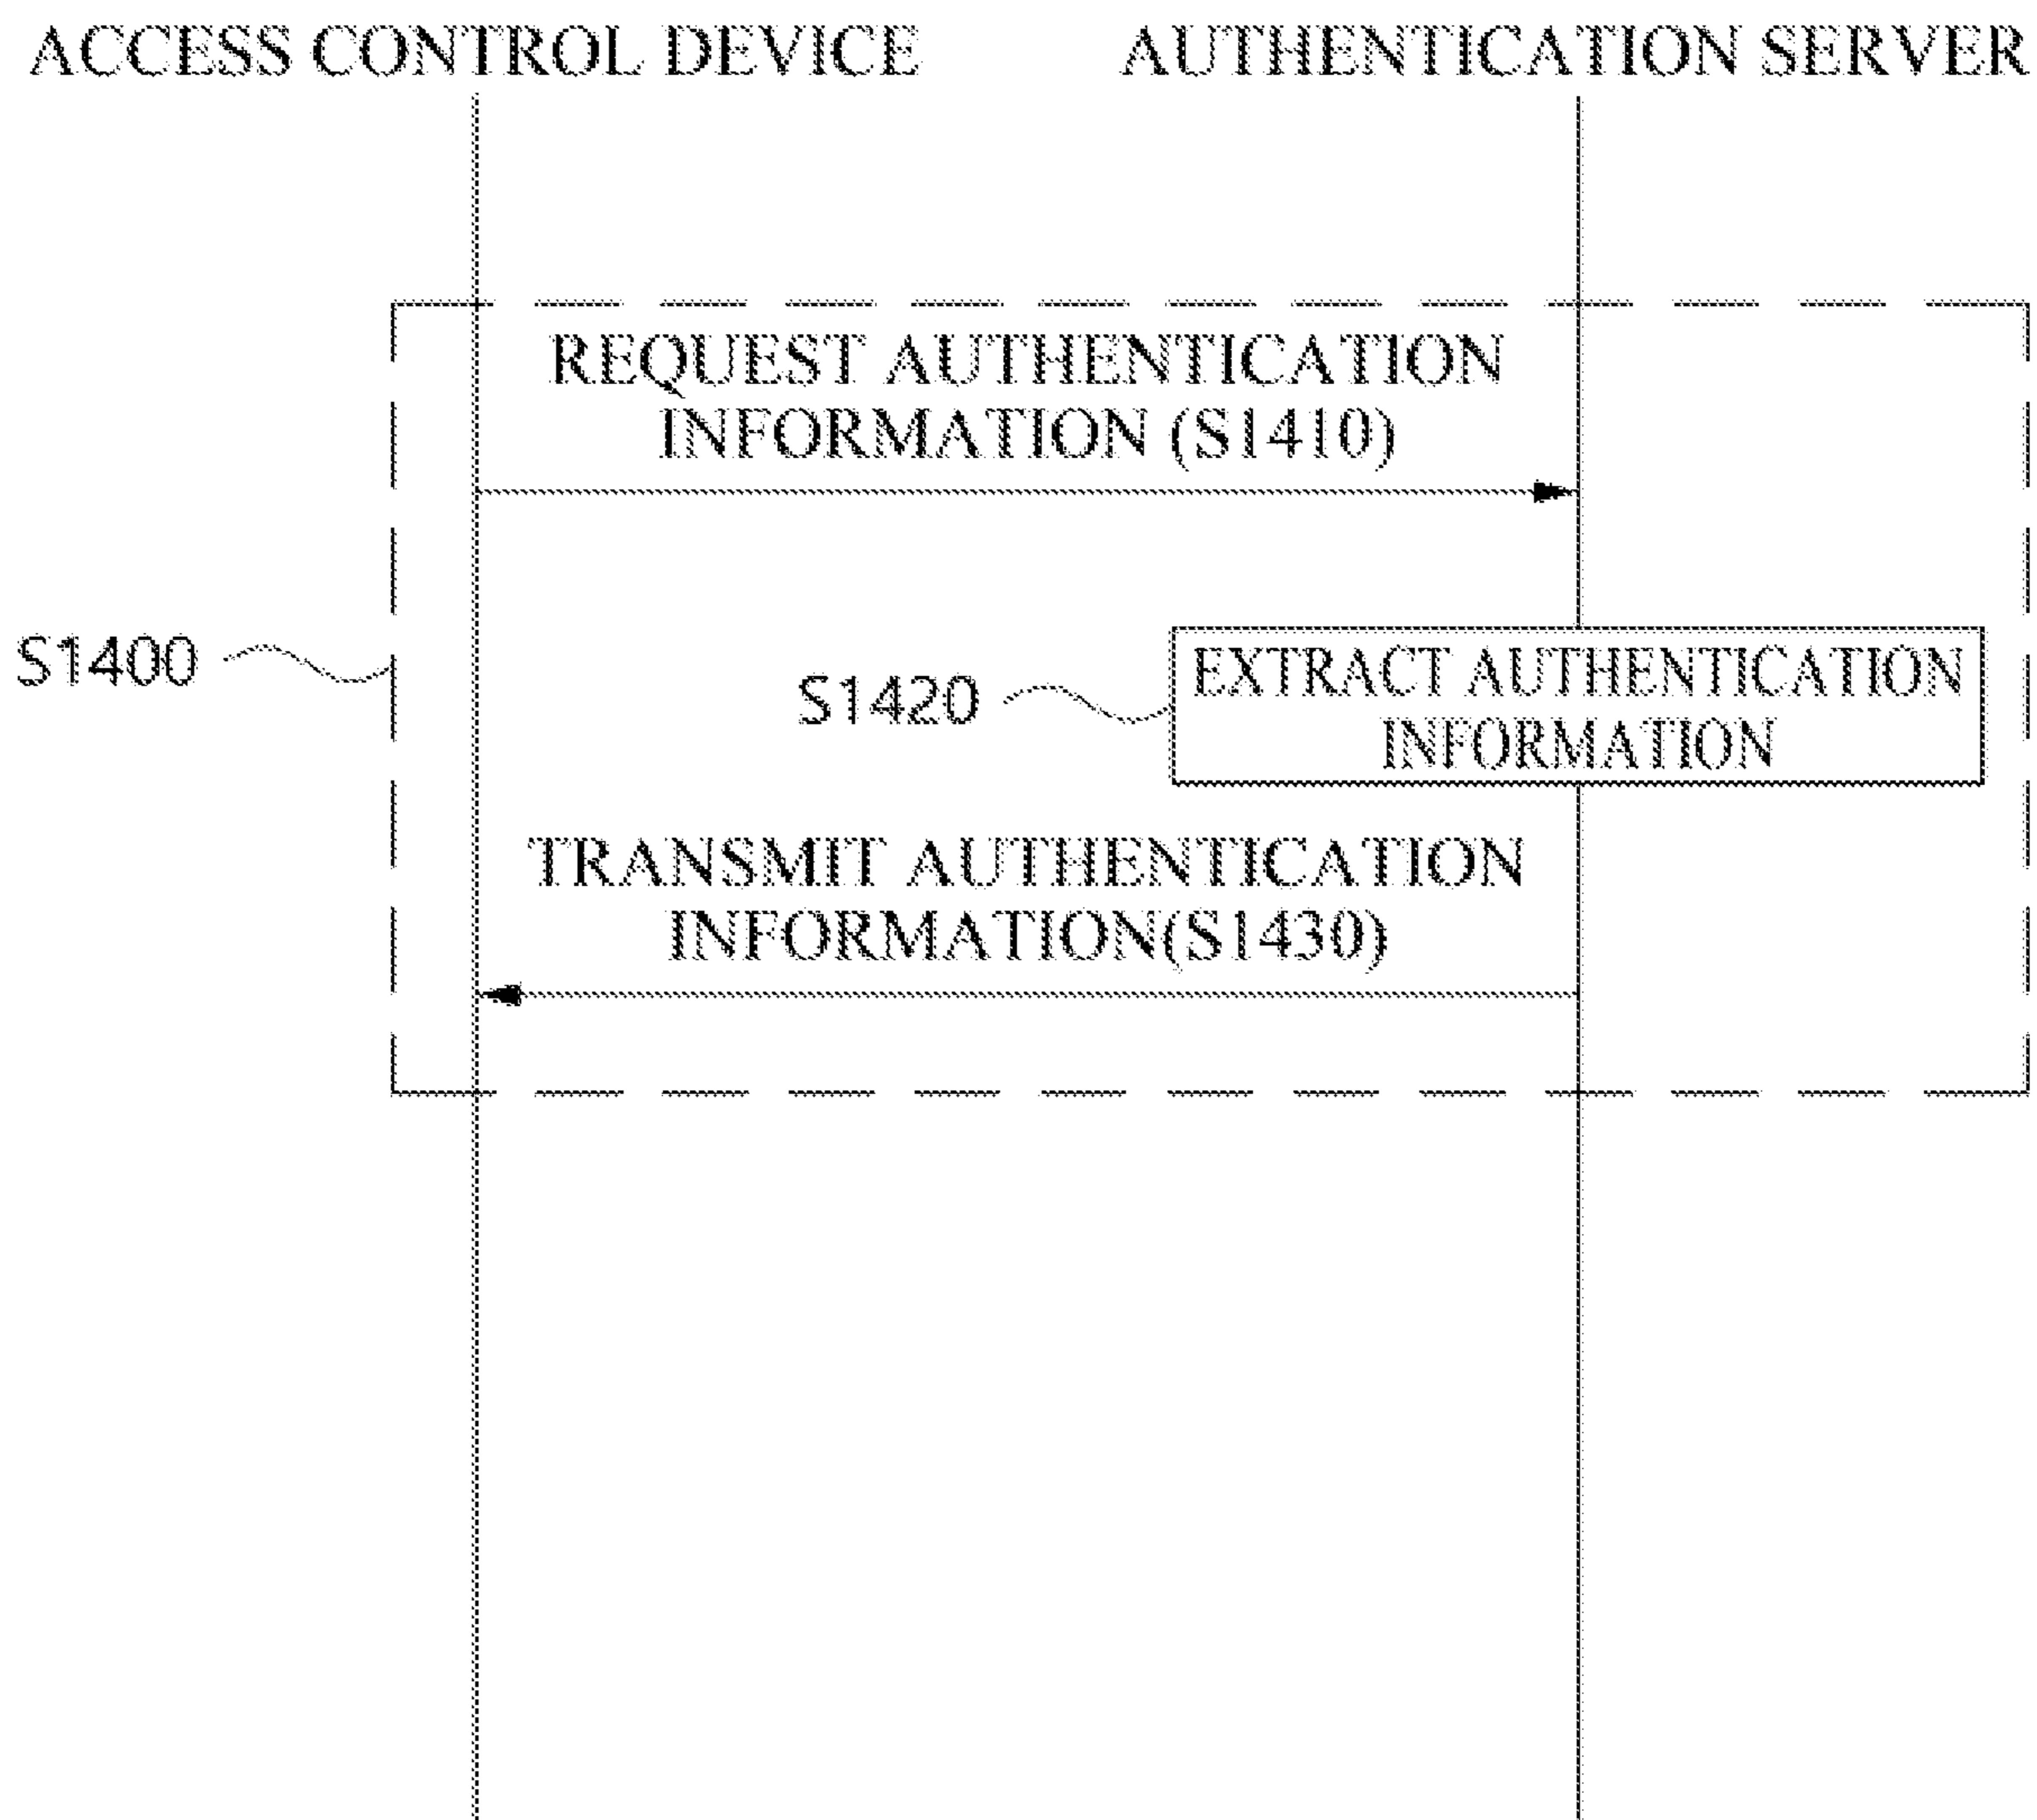 ACCESS CONTROL DEVICE
AUTHENTICATION SERVER
REQUEST AUTHENTICATION
INFORMATION (S1410)
S1400
S1420
EXTRACT AUTHENTICATION
INFORMATION
TRANSMIT AUTHENTICATION
INFORMATION(S1430)